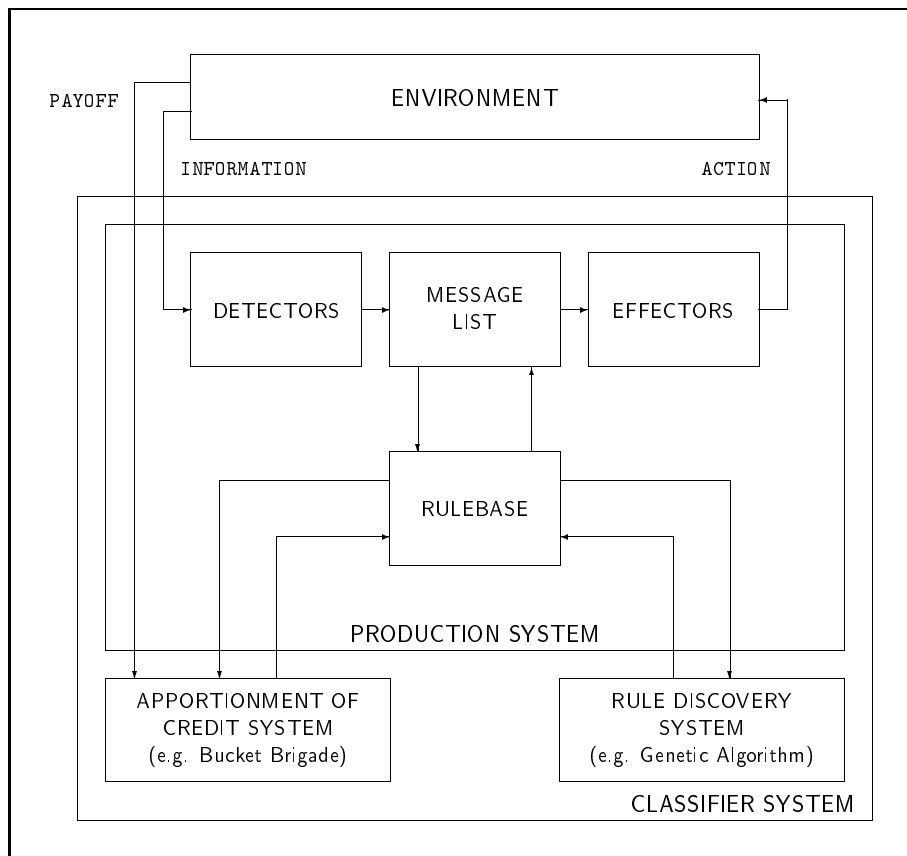 ENVIRONMENT
PAYOFF
INFORMATION
ACTION
DETECTORS
MESSAGE
LIST
EFFECTORS
RULEBASE
PRODUCTION SYSTEM
APPORTIONMENT OF
CREDIT SYSTEM
(e.g. Bucket Brigade)
RULE DISCOVERY
SYSTEM
(e.g. Genetic Algorithm)
CLASSIFIER SYSTEM